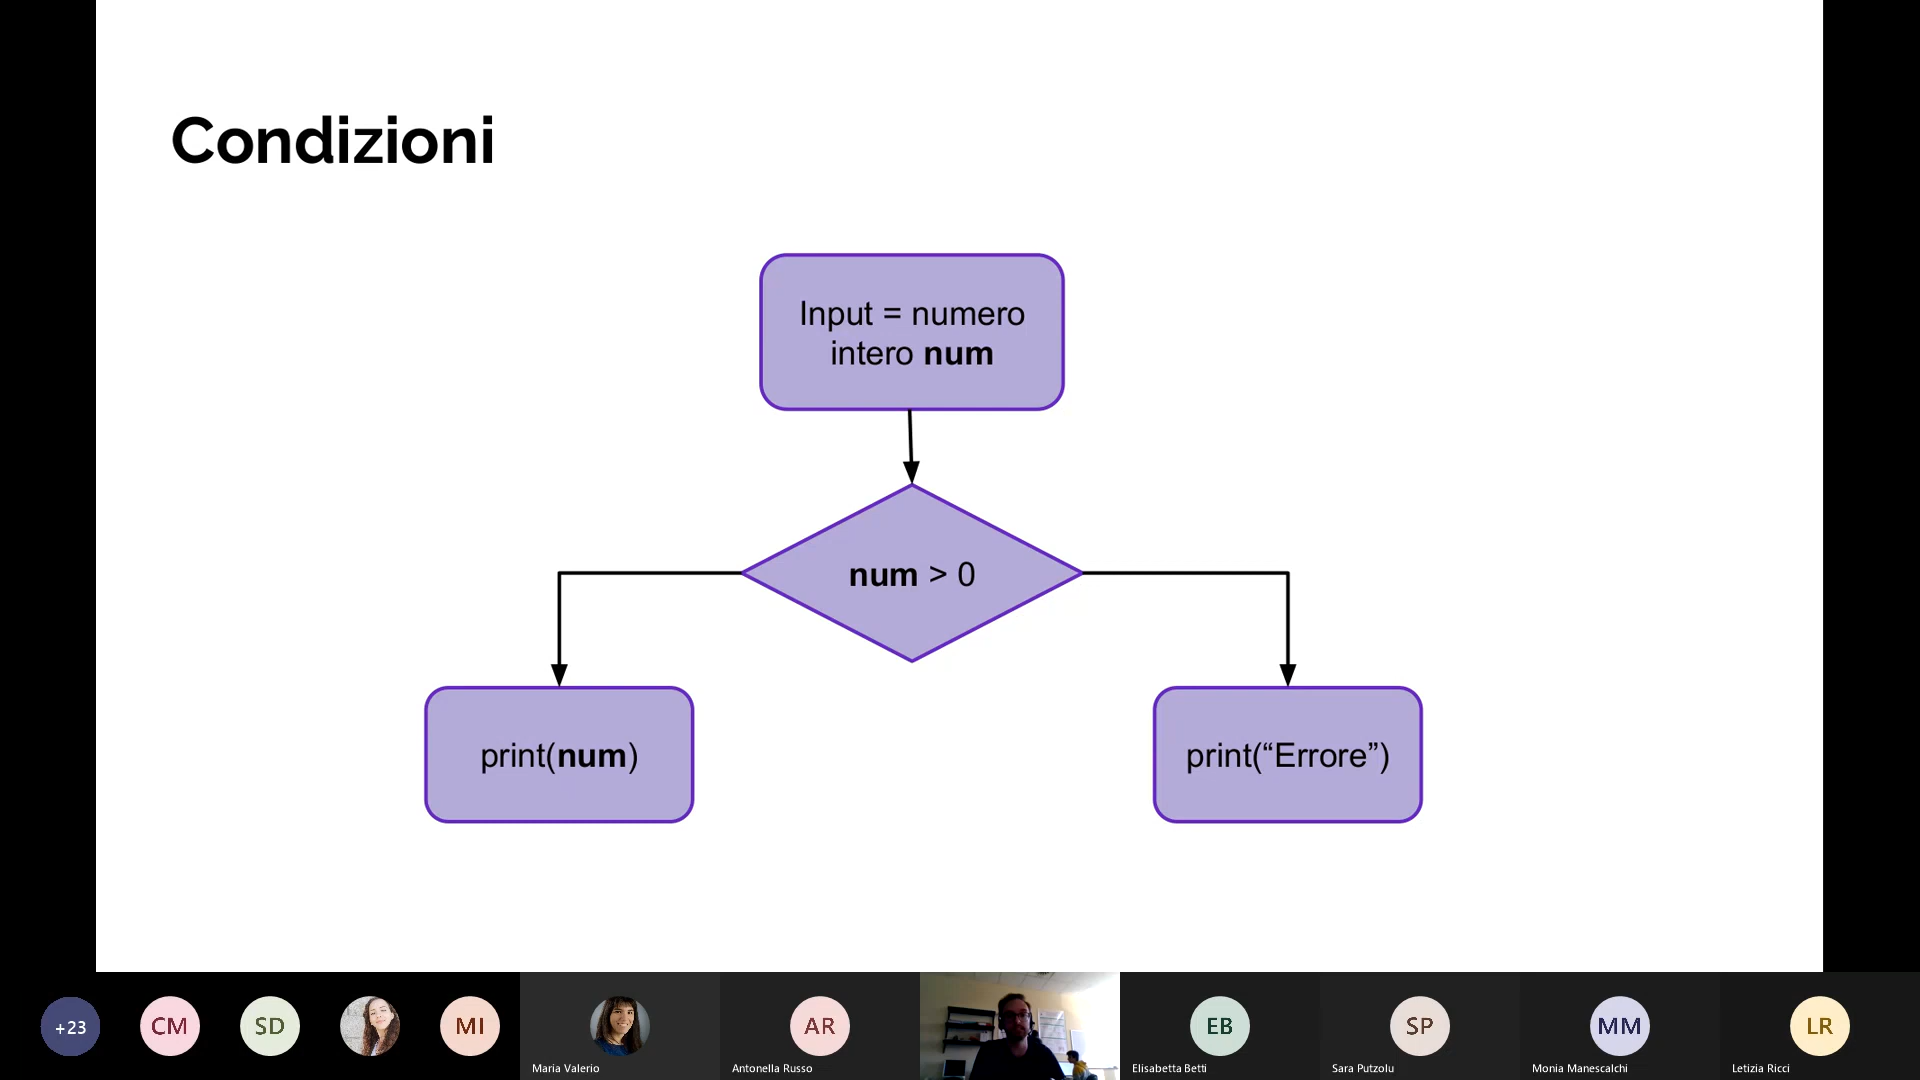 Condizioni
Input = numero
intero num
num > 0
print(num)
print(“Errore”)
+23
CM
SD
MI
Maria Valerio
AR
Antonella Russo
EB
Elisabetta Betti
SP
Sara Putzolu
MM
Monia Manescalchi
LR
Letizia Ricci